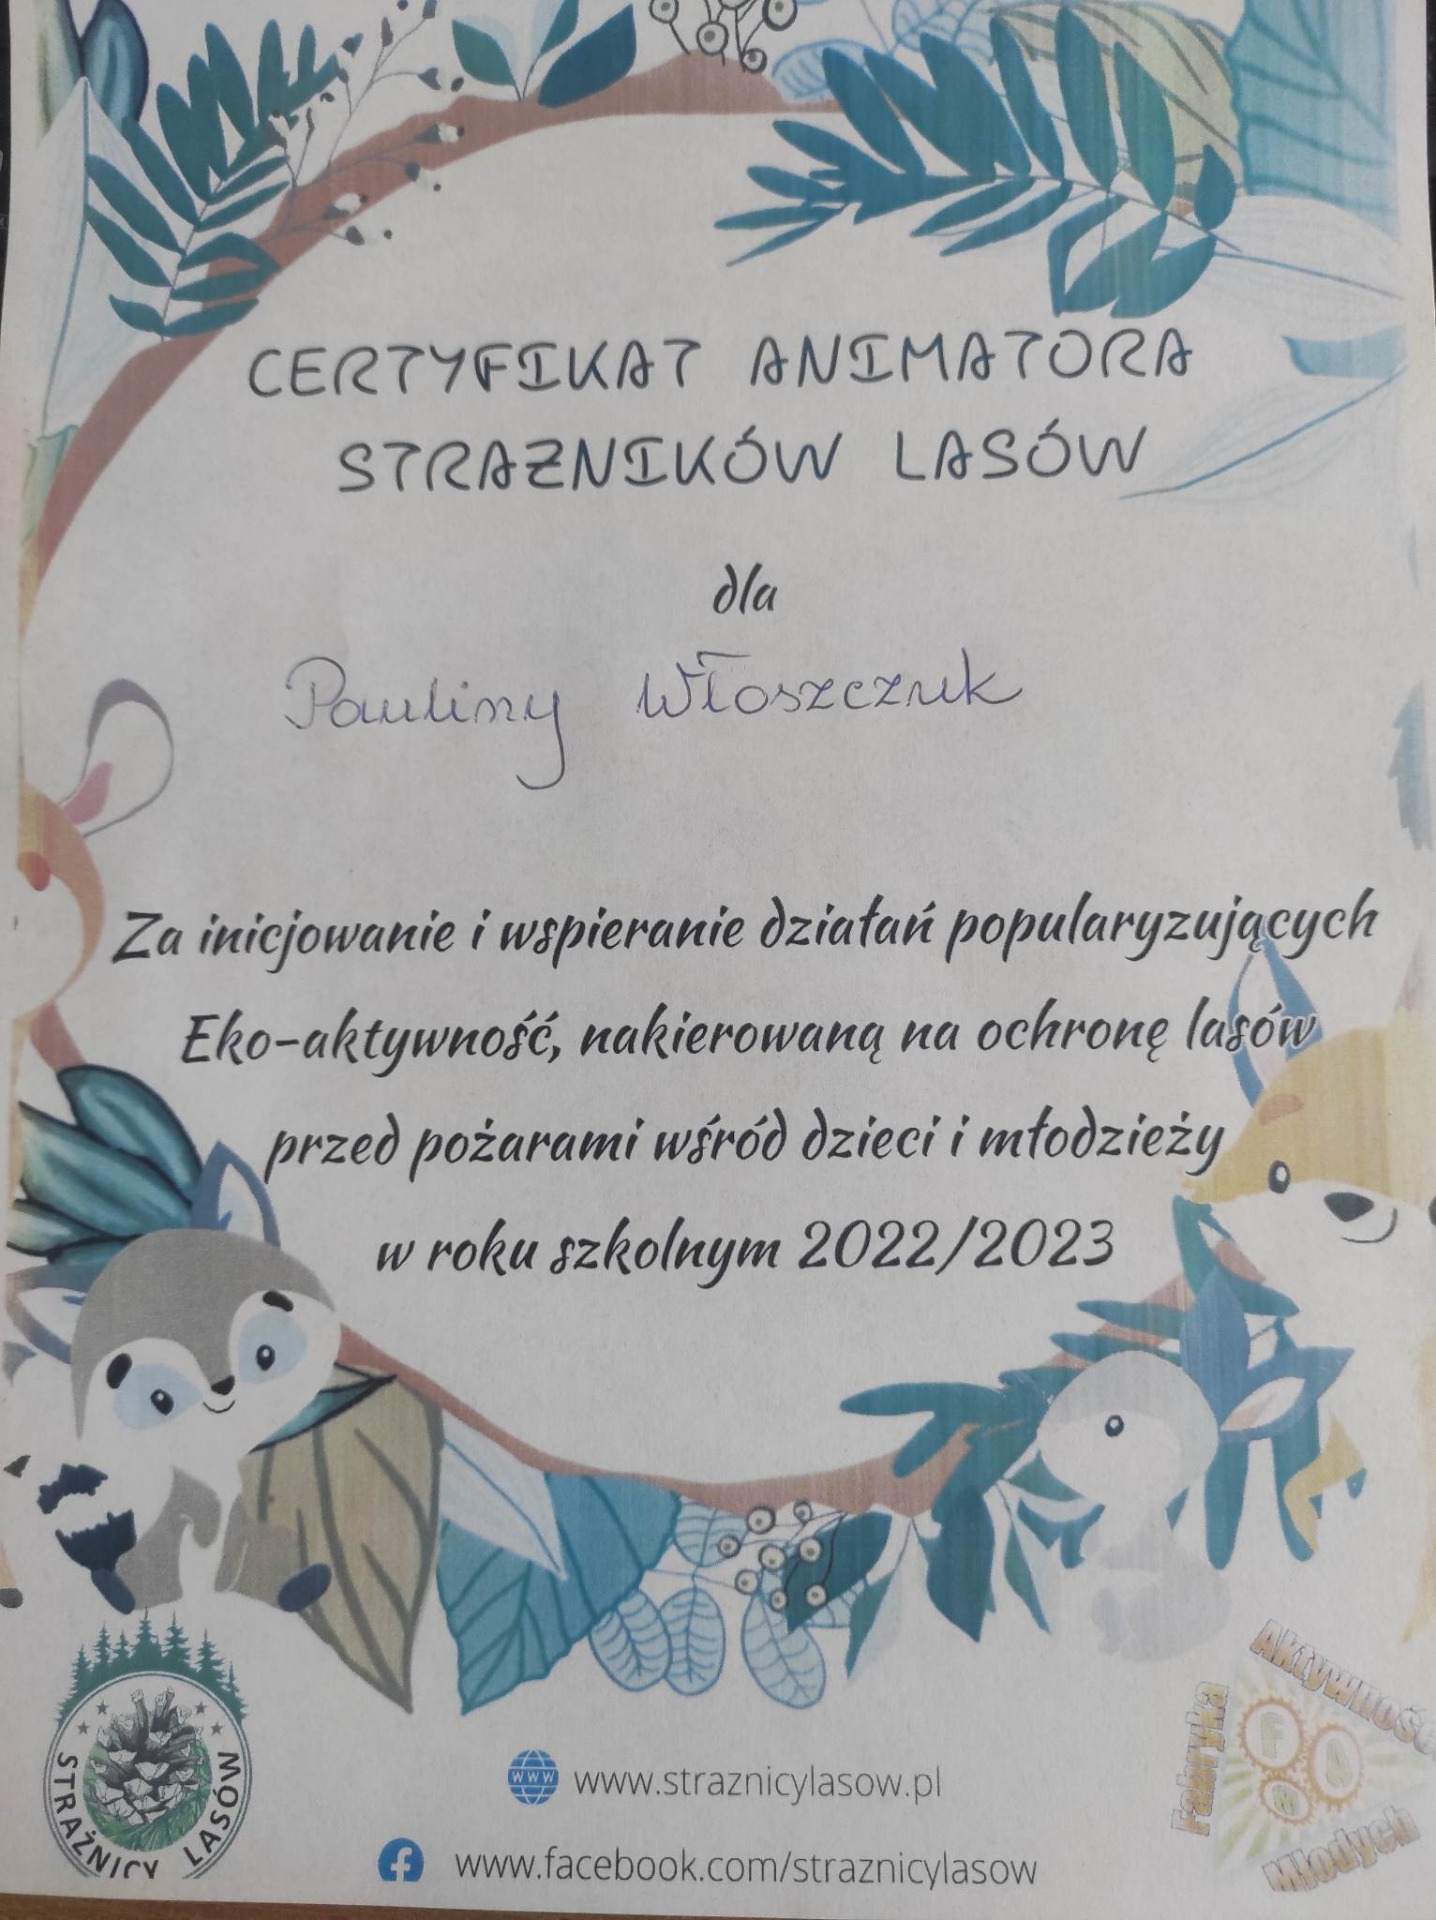 CERTYFIKAT ANIMATORA
STRAŻNIKÓW LASÓW
dla
Pauliny Włoszczuk
Za inicjowanie i wspieranie działań popularyzujących
Eko-aktywność, nakierowaną na ochronę lasów
przed pożarami wśród dzieci i młodzieży
w roku szkolnym 2022/2023
STRAŻNICY LASÓW
www www.straznicylasow.pl
www.facebook.com/straznicylasow
Fabryka
Aktywności
Młodych
F A M